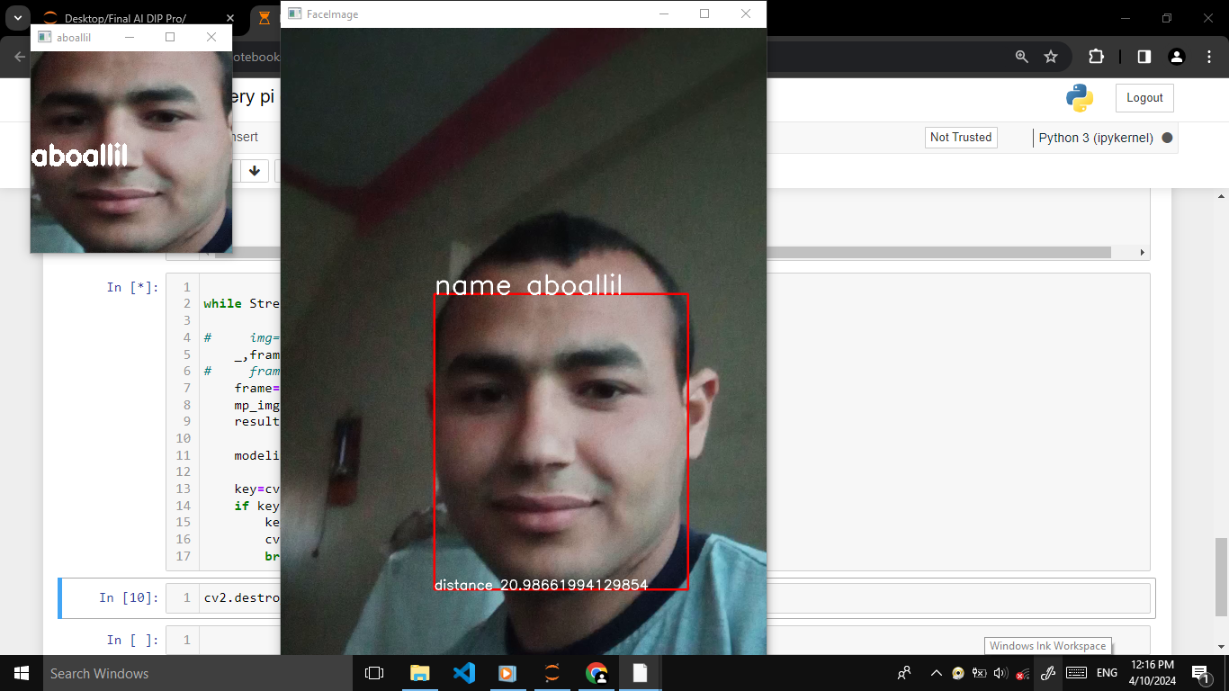 Desktop/Final AI DIP Pro/
FaceImage
aboallil
otebook
ery pi
Logout
nsert
Not Trusted
Python 3 (ipykernel)
aboallil
name aboallil
distance 20.98661994129854
In [*]:
1
2 while Stre
3
4 # img=
5 _,fram
6 # fram
7 frame=
8 mp_img
9 result
10
11 modeli
12
13 key=cv
14 if key
15 ke
16 cv
17 br
In [10]:
1 cv2.destro
In [ ]:
1
Windows Ink Workspace
Search Windows
ENG
12:16 PM
4/10/2024
1